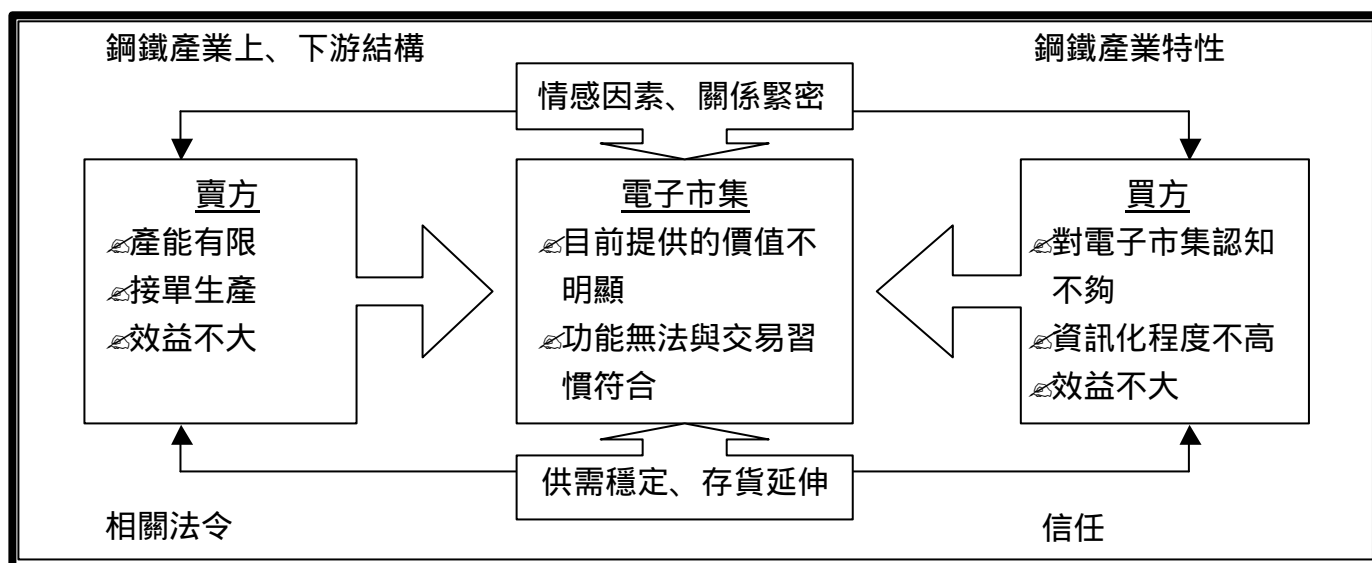 鋼鐵產業上、下游結構
鋼鐵產業特性
情感因素、關係緊密
賣方
產能有限
接單生產
效益不大
電子市集
目前提供的價值不
明顯
功能無法與交易習
慣符合
買方
對電子市集認知
不夠
資訊化程度不高
效益不大
供需穩定、存貨延伸
相關法令
信任